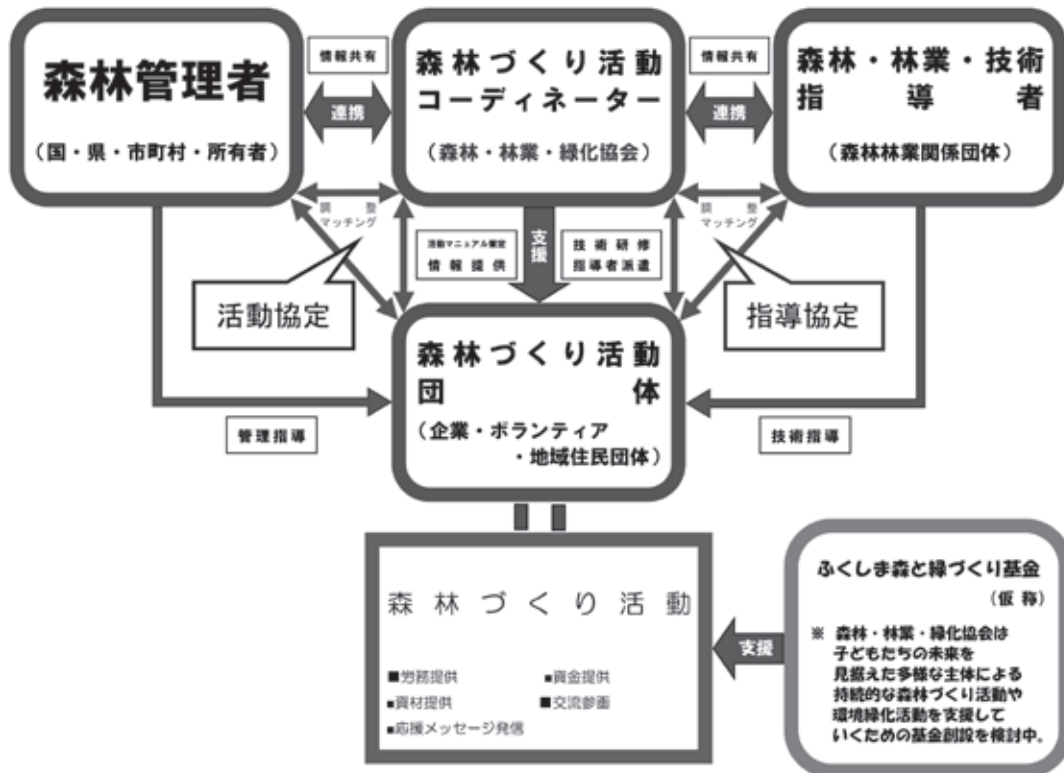 森林管理者
(国・県・市町村・所有者)
情報共有
連携
森林づくり活動
コーディネーター
(森林・林業・緑化協会)
情報共有
連携
森林・林業・技術
指導者
(森林林業関係団体)
調整
マッチング
活動マニュアル策定
情報提供
支援
技術研修
指導者派遣
調整
マッチング
活動協定
指導協定
森林づくり活動
団体
(企業・ボランティア
・地域住民団体)
管理指導
技術指導
森林づくり活動
■労務提供
■資金提供
■資材提供
■交流参画
■応援メッセージ発信
支援
ふくしま森と緑づくり基金
(仮称)
※ 森林・林業・緑化協会は
子どもたちの未来を
見据えた多様な主体による
持続的な森林づくり活動や
環境緑化活動を支援して
いくための基金創設を検討中。